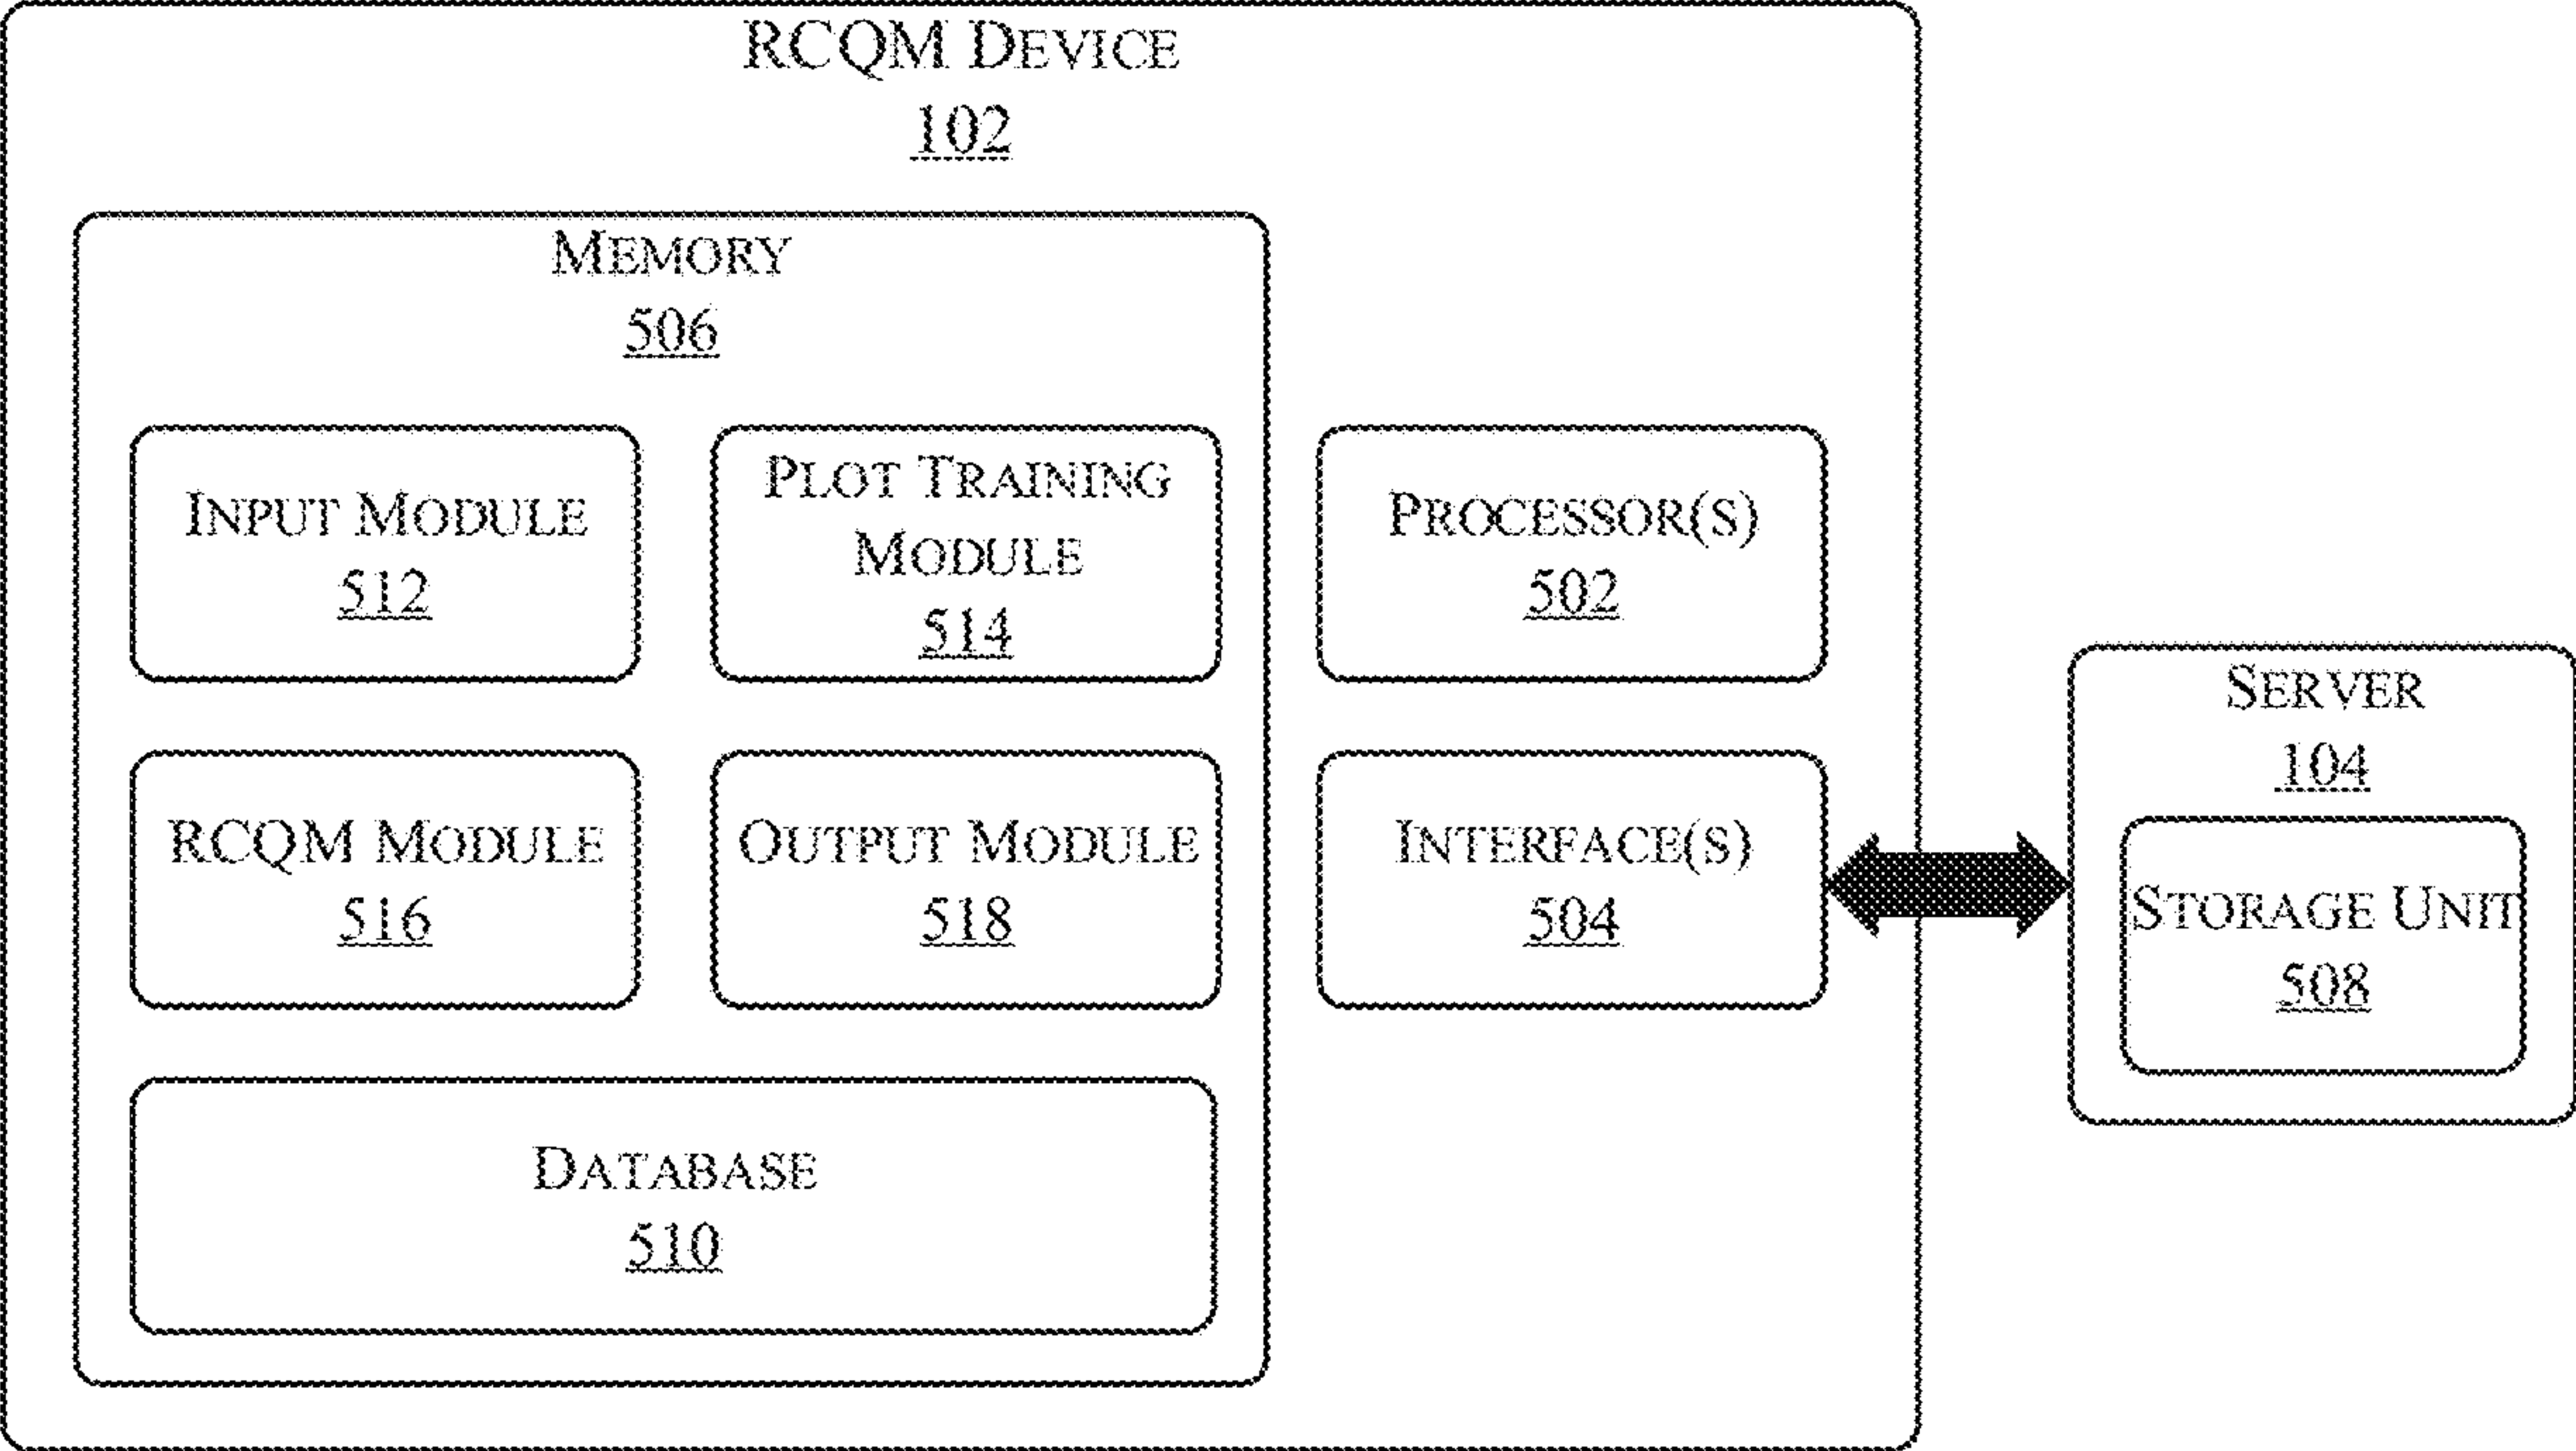 RCQM DEVICE
102
MEMORY
506
INPUT MODULE
512
PLOT TRAINING
MODULE
514
PROCESSOR(S)
502
RCQM MODULE
516
OUTPUT MODULE
518
INTERFACE(S)
504
DATABASE
510
SERVER
104
STORAGE UNIT
508